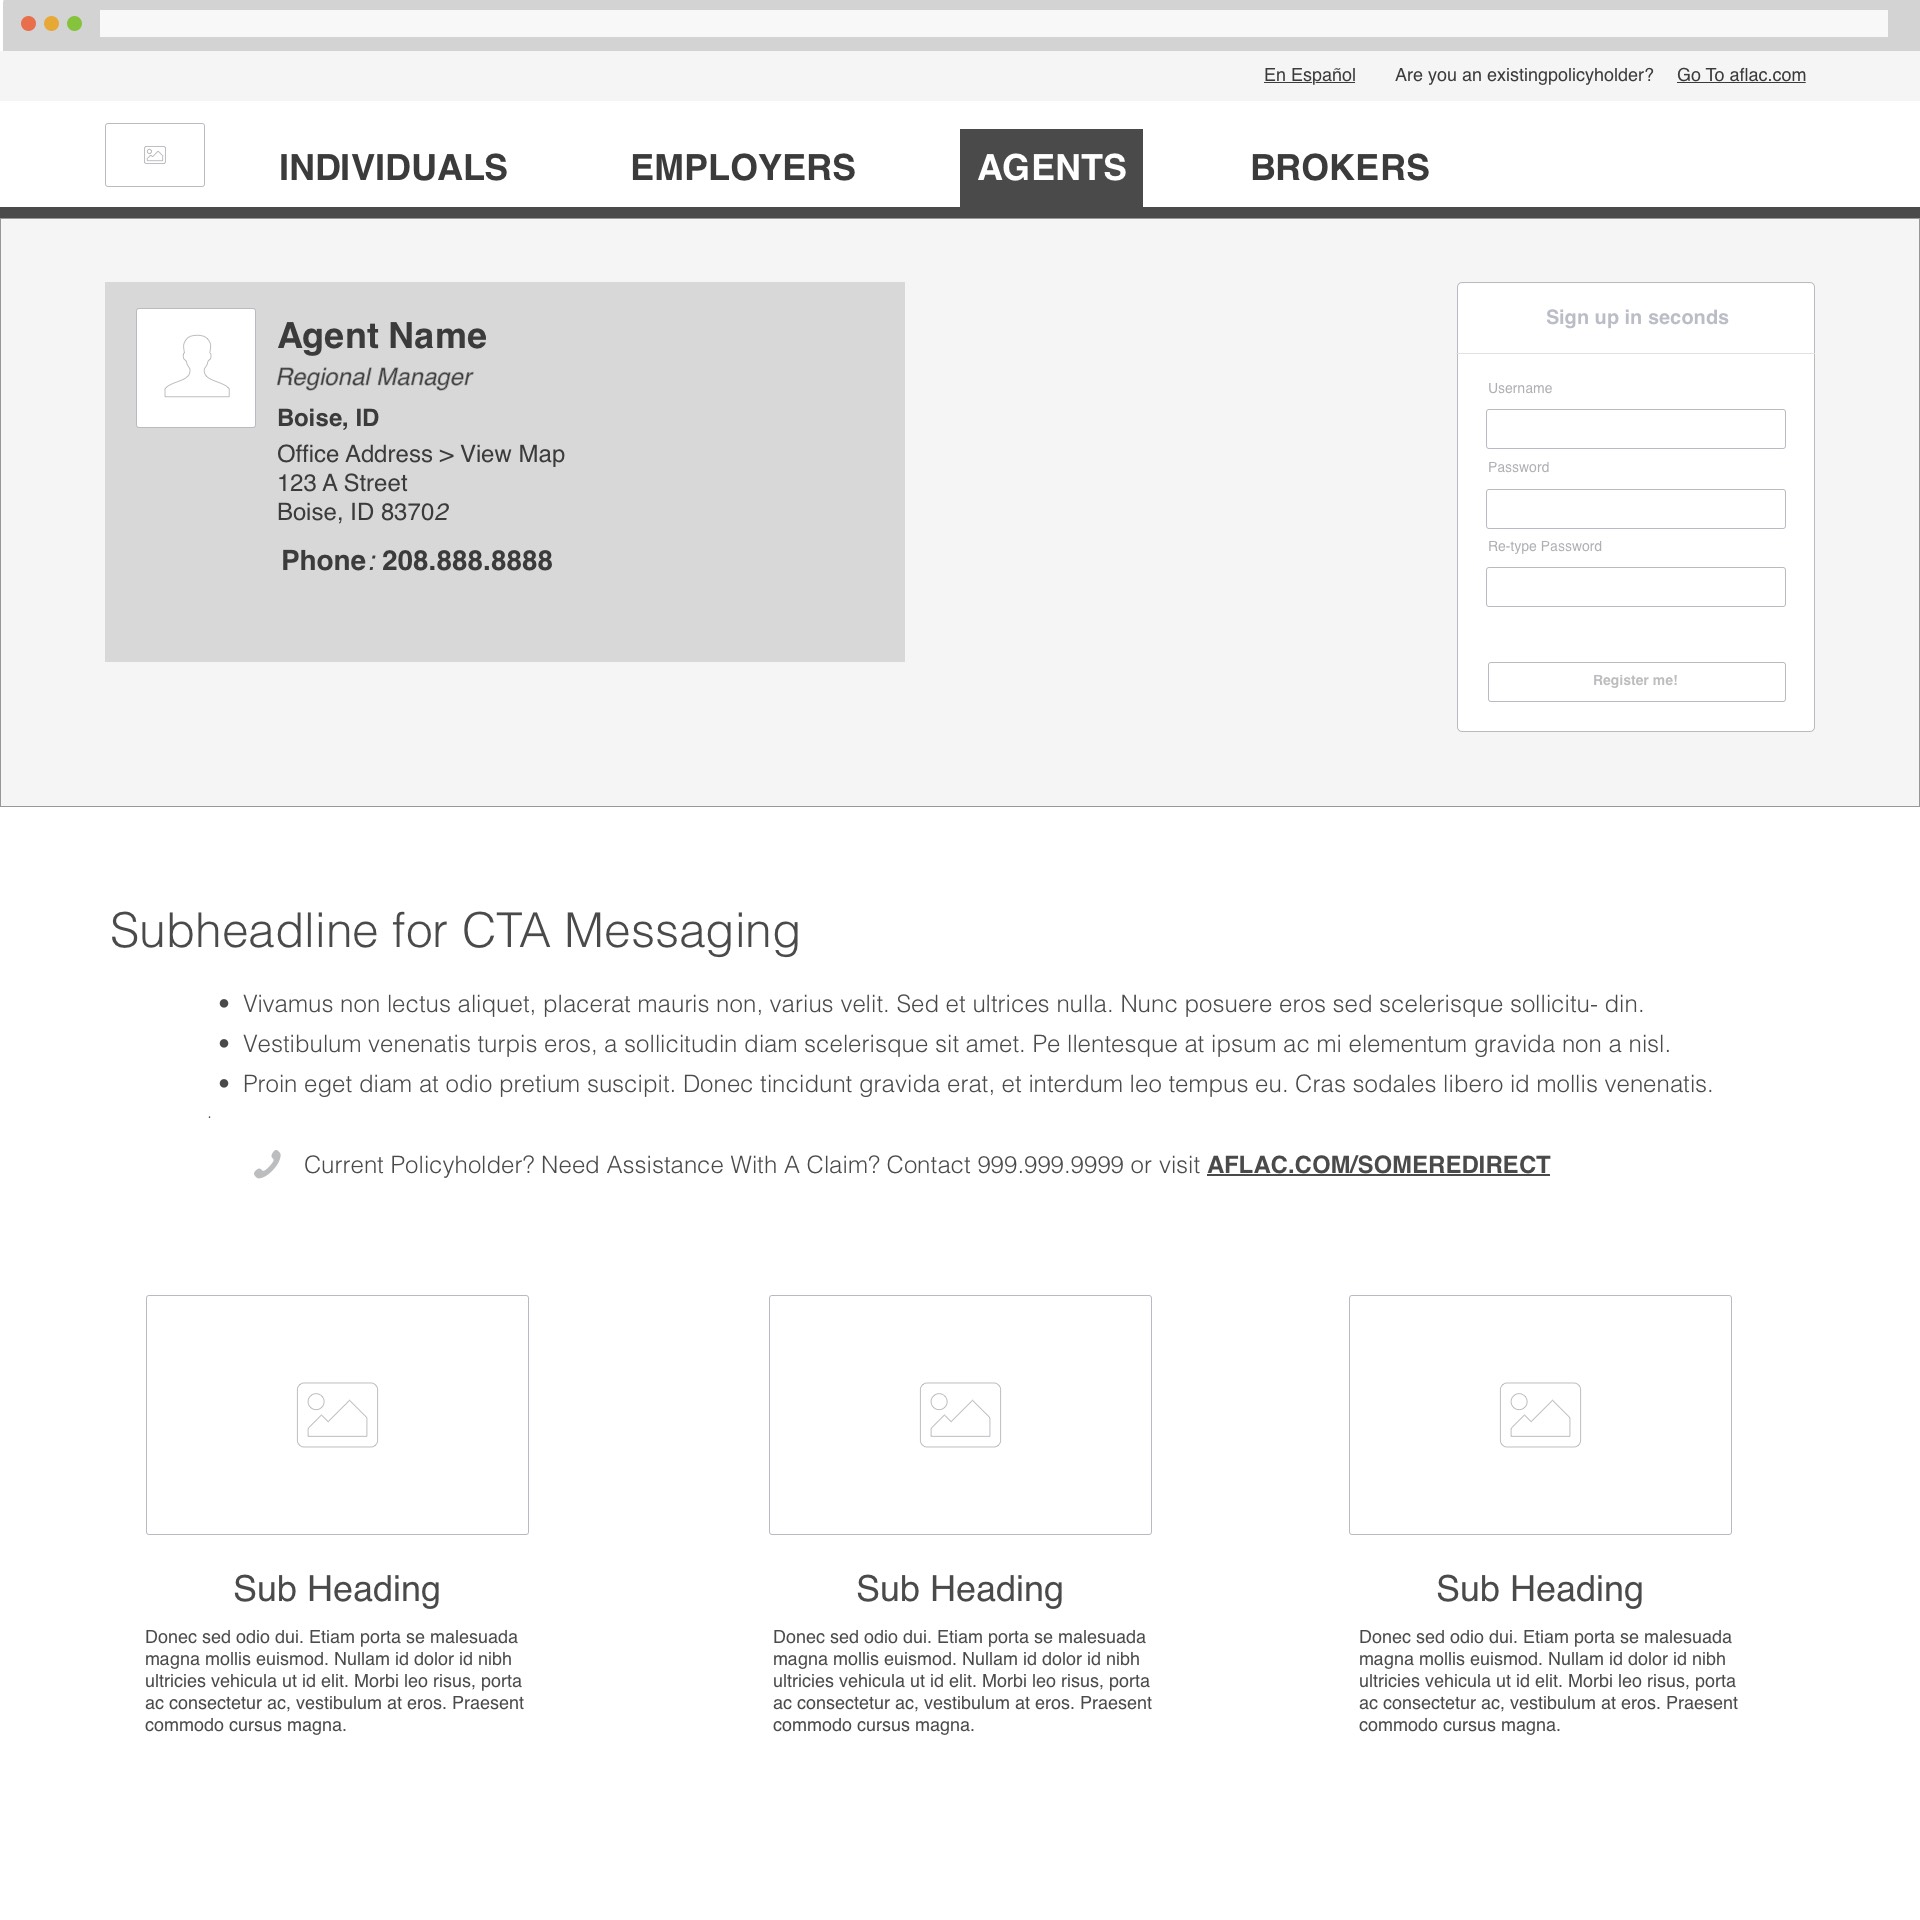 En Español Are you an existingpolicyholder? Go To aflac.com
INDIVIDUALS EMPLOYERS AGENTS BROKERS
Agent Name
Regional Manager
Boise, ID
Office Address > View Map
123 A Street
Boise, ID 83702
Phone: 208.888.8888
Sign up in seconds
Username
Password
Re-type Password
Register me!
Subheadline for CTA Messaging
• Vivamus non lectus aliquet, placerat mauris non, varius velit. Sed et ultrices nulla. Nunc posuere eros sed scelerisque sollicitu- din.
• Vestibulum venenatis turpis eros, a sollicitudin diam scelerisque sit amet. Pe llentesque at ipsum ac mi elementum gravida non a nisl.
• Proin eget diam at odio pretium suscipit. Donec tincidunt gravida erat, et interdum leo tempus eu. Cras sodales libero id mollis venenatis.
.
Current Policyholder? Need Assistance With A Claim? Contact 999.999.9999 or visit AFLAC.COM/SOMEREDIRECT
Sub Heading
Donec sed odio dui. Etiam porta se malesuada
magna mollis euismod. Nullam id dolor id nibh
ultricies vehicula ut id elit. Morbi leo risus, porta
ac consectetur ac, vestibulum at eros. Praesent
commodo cursus magna.
Sub Heading
Donec sed odio dui. Etiam porta se malesuada
magna mollis euismod. Nullam id dolor id nibh
ultricies vehicula ut id elit. Morbi leo risus, porta
ac consectetur ac, vestibulum at eros. Praesent
commodo cursus magna.
Sub Heading
Donec sed odio dui. Etiam porta se malesuada
magna mollis euismod. Nullam id dolor id nibh
ultricies vehicula ut id elit. Morbi leo risus, porta
ac consectetur ac, vestibulum at eros. Praesent
commodo cursus magna.